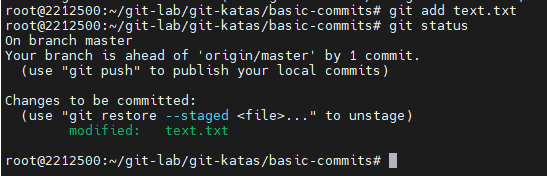 root@2212500:~/git-lab/git-katas/basic-commits# git add text.txt
root@2212500:~/git-lab/git-katas/basic-commits# git status
On branch master
Your branch is ahead of 'origin/master' by 1 commit.
  (use "git push" to publish your local commits)

Changes to be committed:
  (use "git restore --staged <file>..." to unstage)
        modified:   text.txt

root@2212500:~/git-lab/git-katas/basic-commits#